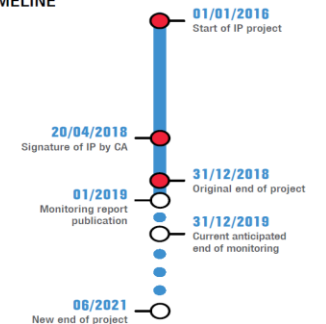 MELINE
01/01/2016
Start of IP project
20/04/2018
Signature of IP by CA
31/12/2018
Original end of project
01/2019
Monitoring report
publication
31/12/2019
Current anticipated
end of monitoring
06/2021
New end of project